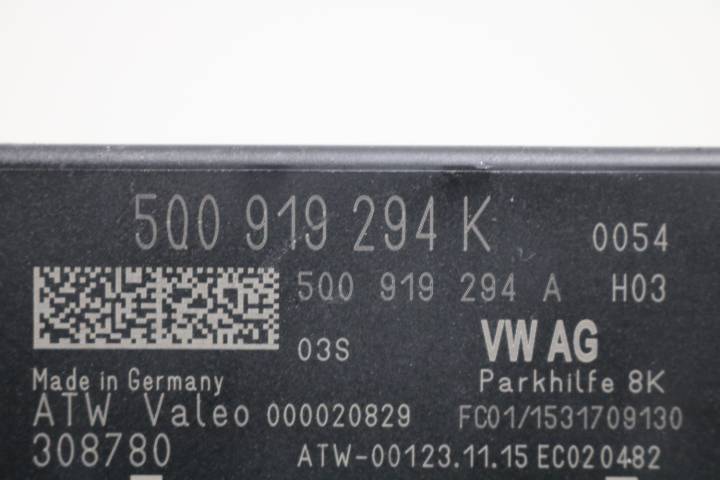 5Q0 919 294 K 0054
5Q0 919 294 A H03
03S VW AG
Made in Germany Parkhilfe 8K
ATW Valeo 000020829 FC01/1531709130
308780 ATW-00123.11.15 EC020482